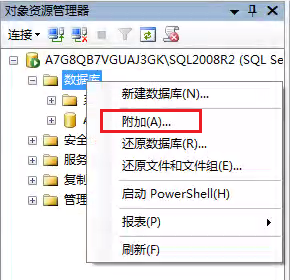 对象资源管理器
连接
A7G8QB7VGUAJ3GK\SQL2008R2 (SQL Se
数据库
新建数据库(N)...
附加(A)...
还原数据库(R)...
还原文件和文件组(E)...
启动 PowerShell(H)
报表(P)
刷新(F)
安全
服务
复制
管理